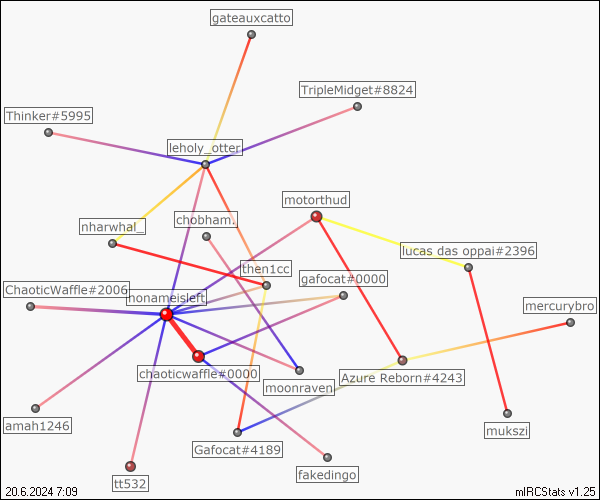 gateauxcatto
TripleMidget#8824
Thinker#5995
leholy_otter
motorthud
chobham.
nharwhal_
lucas das oppai#2396
then1cc
gafocat#0000
ChaoticWaffle#2006
nonameisleft
mercurybro
chaoticwaffle#0000
Azure Reborn#4243
moonraven
amah1246
mukszi
Gafocat#4189
fakedingo
tt532
20.6.2024 7:09
mIRCStats v1.25